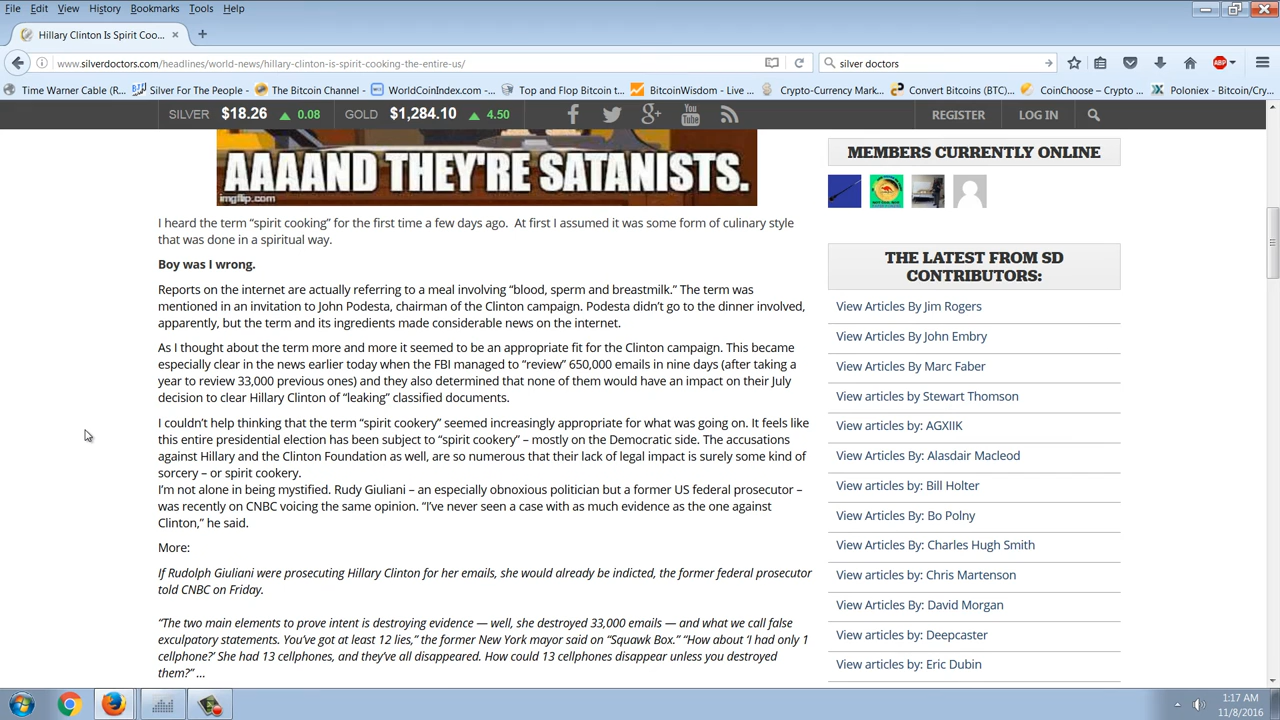 File Edit View History Bookmarks Tools Help
Hillary Clinton Is Spirit Coo... ×
www.silverdoctors.com/headlines/world-news/hillary-clinton-is-spirit-cooking-the-entire-us/
silver doctors
ABP
Time Warner Cable (R... Silver For The People - ... The Bitcoin Channel - ... WorldCoinIndex.com - ... Top and Flop Bitcoin t... BitcoinWisdom - Live ... Crypto-Currency Mark... Convert Bitcoins (BTC)... CoinChoose – Crypto ... Poloniex - Bitcoin/Cry...
SILVER $18.26 0.08 GOLD $1,284.10 4.50 REGISTER LOG IN
AAAAND THEY'RE SATANISTS.
imgflip.com
I heard the term “spirit cooking” for the first time a few days ago. At first I assumed it was some form of culinary style
that was done in a spiritual way.
Boy was I wrong.
Reports on the internet are actually referring to a meal involving “blood, sperm and breastmilk.” The term was
mentioned in an invitation to John Podesta, chairman of the Clinton campaign. Podesta didn’t go to the dinner involved,
apparently, but the term and its ingredients made considerable news on the internet.
As I thought about the term more and more it seemed to be an appropriate fit for the Clinton campaign. This became
especially clear in the news earlier today when the FBI managed to “review” 650,000 emails in nine days (after taking a
year to review 33,000 previous ones) and they also determined that none of them would have an impact on their July
decision to clear Hillary Clinton of “leaking” classified documents.
I couldn’t help thinking that the term “spirit cookery” seemed increasingly appropriate for what was going on. It feels like
this entire presidential election has been subject to “spirit cookery” – mostly on the Democratic side. The accusations
against Hillary and the Clinton Foundation as well, are so numerous that their lack of legal impact is surely some kind of
sorcery – or spirit cookery.
I’m not alone in being mystified. Rudy Giuliani – an especially obnoxious politician but a former US federal prosecutor –
was recently on CNBC voicing the same opinion. “I’ve never seen a case with as much evidence as the one against
Clinton,” he said.
More:
If Rudolph Giuliani were prosecuting Hillary Clinton for her emails, she would already be indicted, the former federal prosecutor
told CNBC on Friday.
“The two main elements to prove intent is destroying evidence — well, she destroyed 33,000 emails — and what we call false
exculpatory statements. You’ve got at least 12 lies,” the former New York mayor said on “Squawk Box.” “How about ‘I had only 1
cellphone?’ She had 13 cellphones, and they’ve all disappeared. How could 13 cellphones disappear unless you destroyed
them?” ...
MEMBERS CURRENTLY ONLINE
THE LATEST FROM SD
CONTRIBUTORS:
View Articles By Jim Rogers
View Articles By John Embry
View Articles By Marc Faber
View articles by Stewart Thomson
View articles by: AGXIIK
View articles by: Alasdair Macleod
View articles by: Bill Holter
View Articles By: Bo Polny
View Articles By: Charles Hugh Smith
View articles by: Chris Martenson
View Articles By: David Morgan
View articles by: Deepcaster
View articles by: Eric Dubin
1:17 AM
11/8/2016